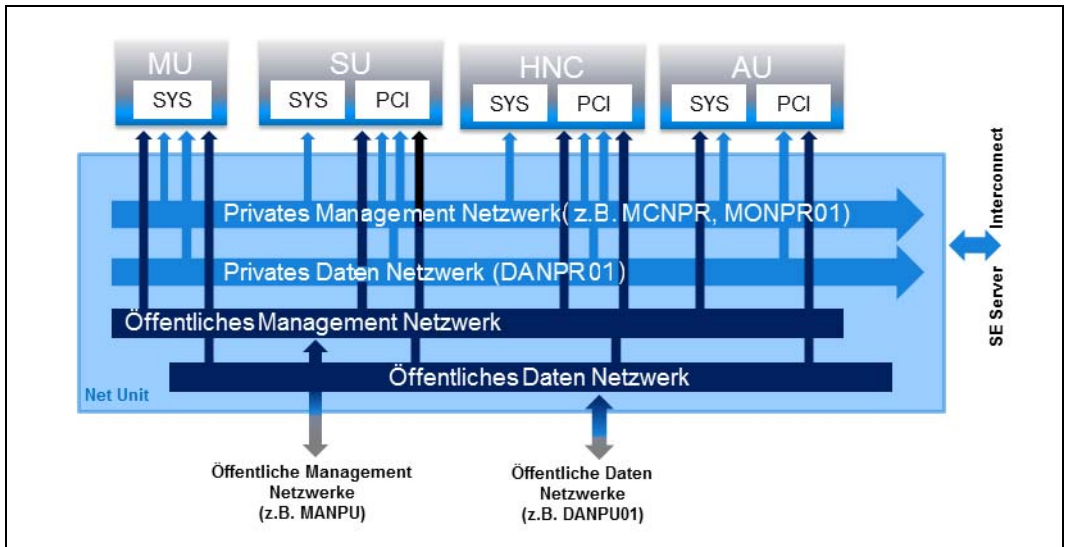 MU
SU
HNC
AU
SYS
SYS
PCI
SYS
PCI
SYS
PCI
Privates Management Netzwerk( z.B. MCNPR, MONPR01)
Privates Daten Netzwerk (DANPR01)
Öffentliches Management Netzwerk
Öffentliches Daten Netzwerk
Net Unit
SE Server Interconnect
Öffentliche Management
Netzwerke
(z.B. MANPU)
Öffentliche Daten
Netzwerke
(z.B. DANPU01)